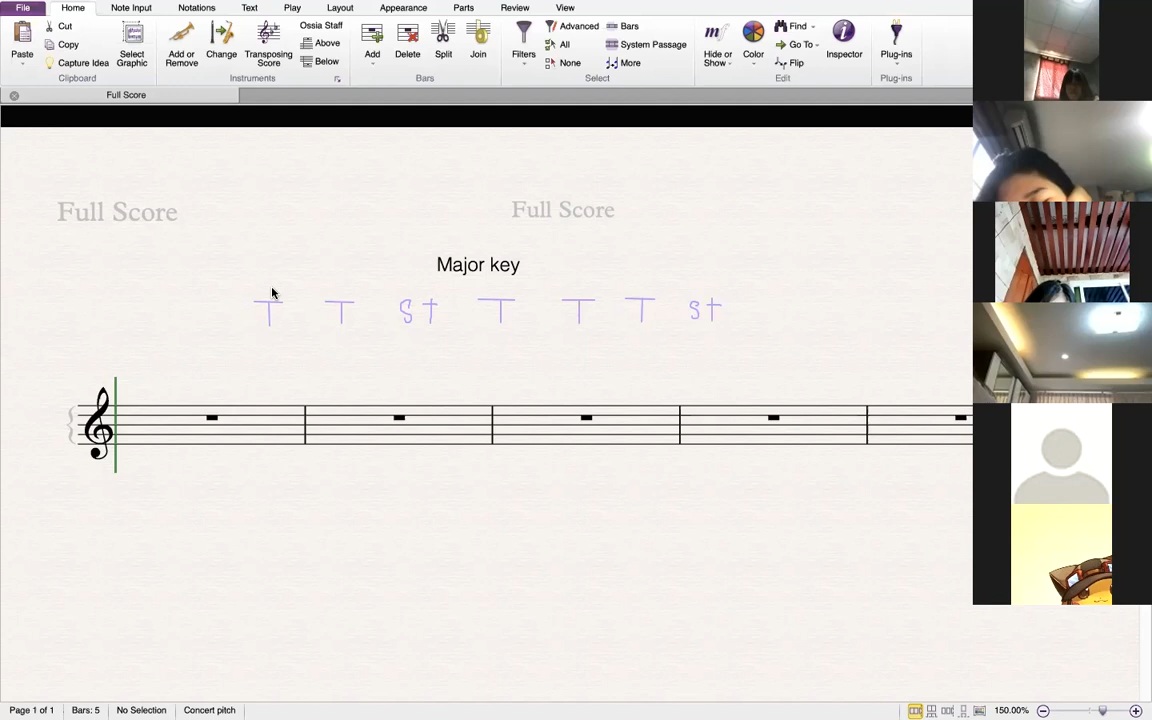 File Home Note Input Notations Text Play Layout Appearance Parts Review View
Paste
Cut
Copy
Capture Idea
Select Graphic
Clipboard
Add or Remove
Change
Transposing Score
Ossia Staff
Above
Below
Instruments
Add
Delete
Split
Join
Bars
Filters
Advanced
All
None
Bars
System Passage
More
Select
mf
Hide or Show
Color
Find
Go To
Flip
Inspector
Edit
Plug-ins
Plug-ins
Full Score
Full Score
Full Score
Major key
T T St T T T st
Page 1 of 1 Bars: 5 No Selection Concert pitch 150.00%